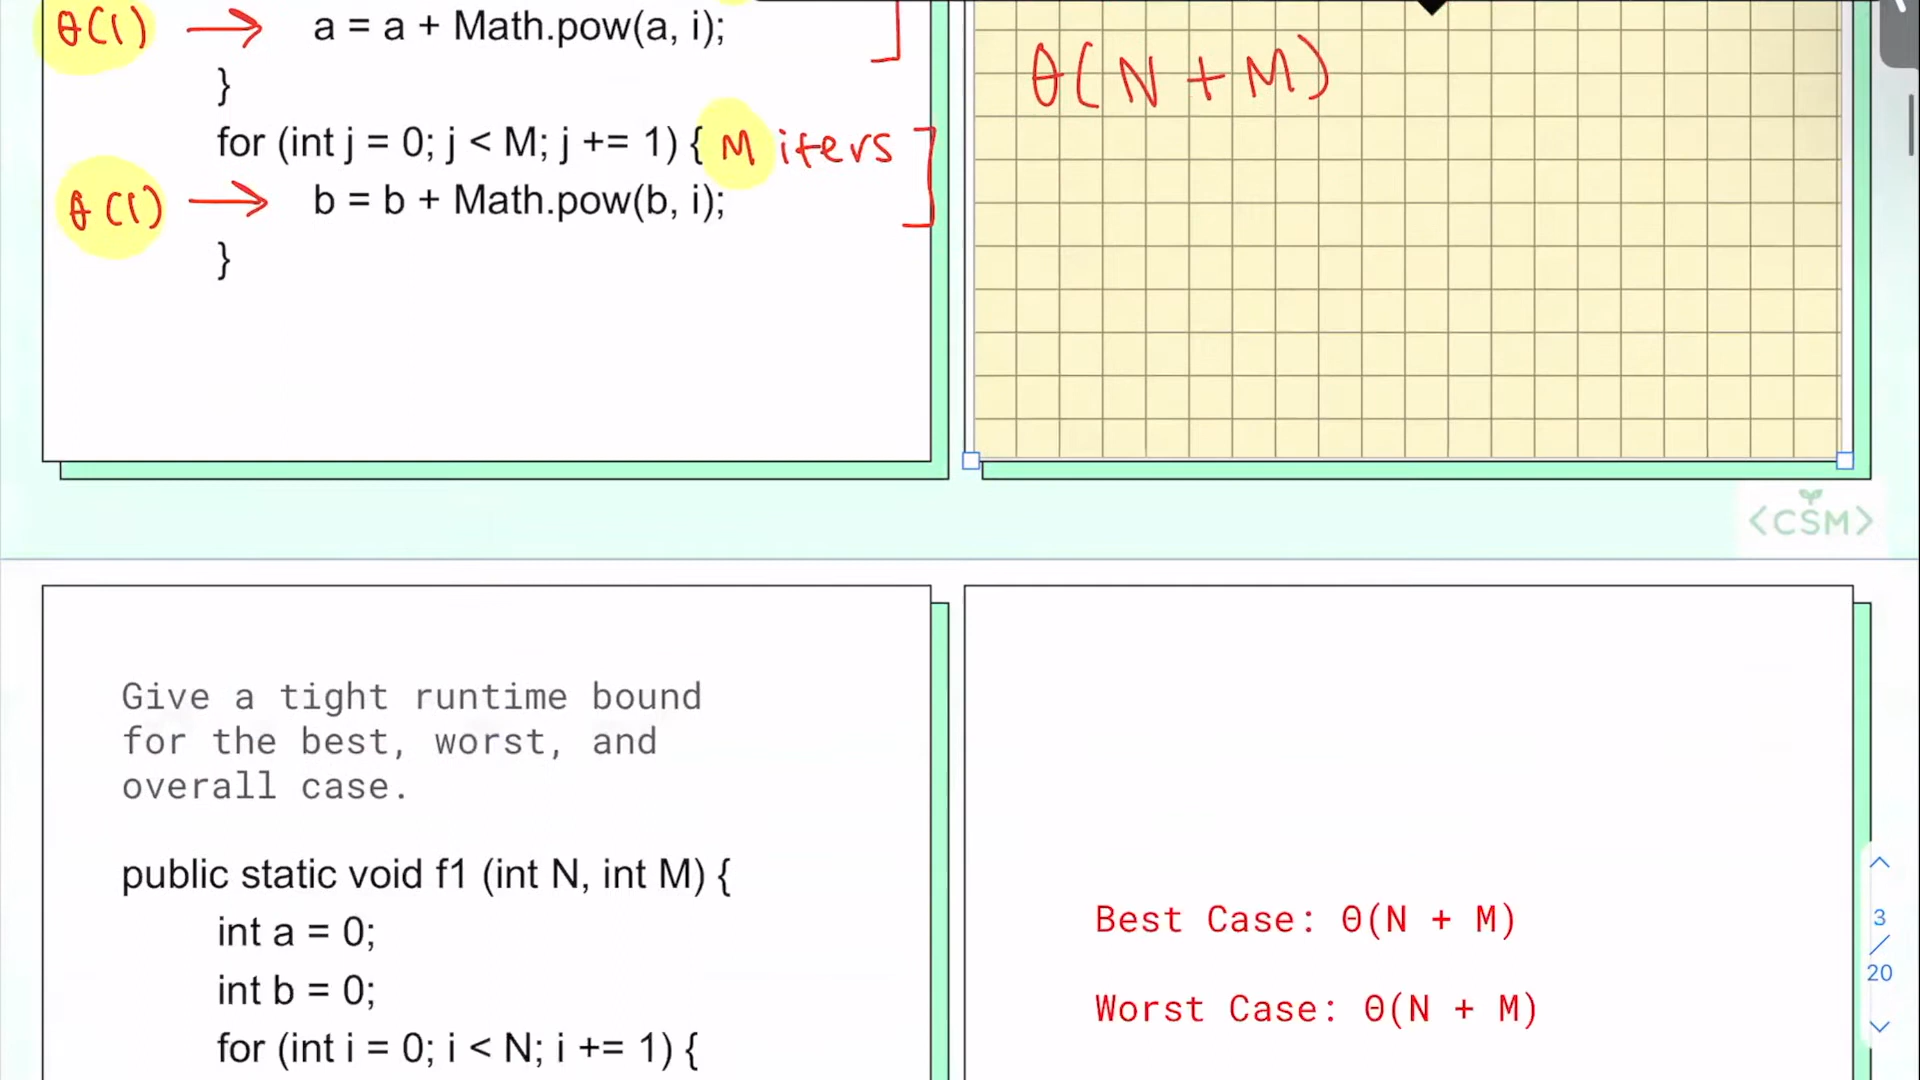 θ(1) → a = a + Math.pow(a, i);
}
for (int j = 0; j < M; j += 1) { M iters
θ(1) → b = b + Math.pow(b, i);
}
θ(N + M)
<CSM>
Give a tight runtime bound
for the best, worst, and
overall case.
public static void f1 (int N, int M) {
int a = 0;
int b = 0;
for (int i = 0; i < N; i += 1) {
Best Case: Θ(N + M)
Worst Case: Θ(N + M)
3
/
20